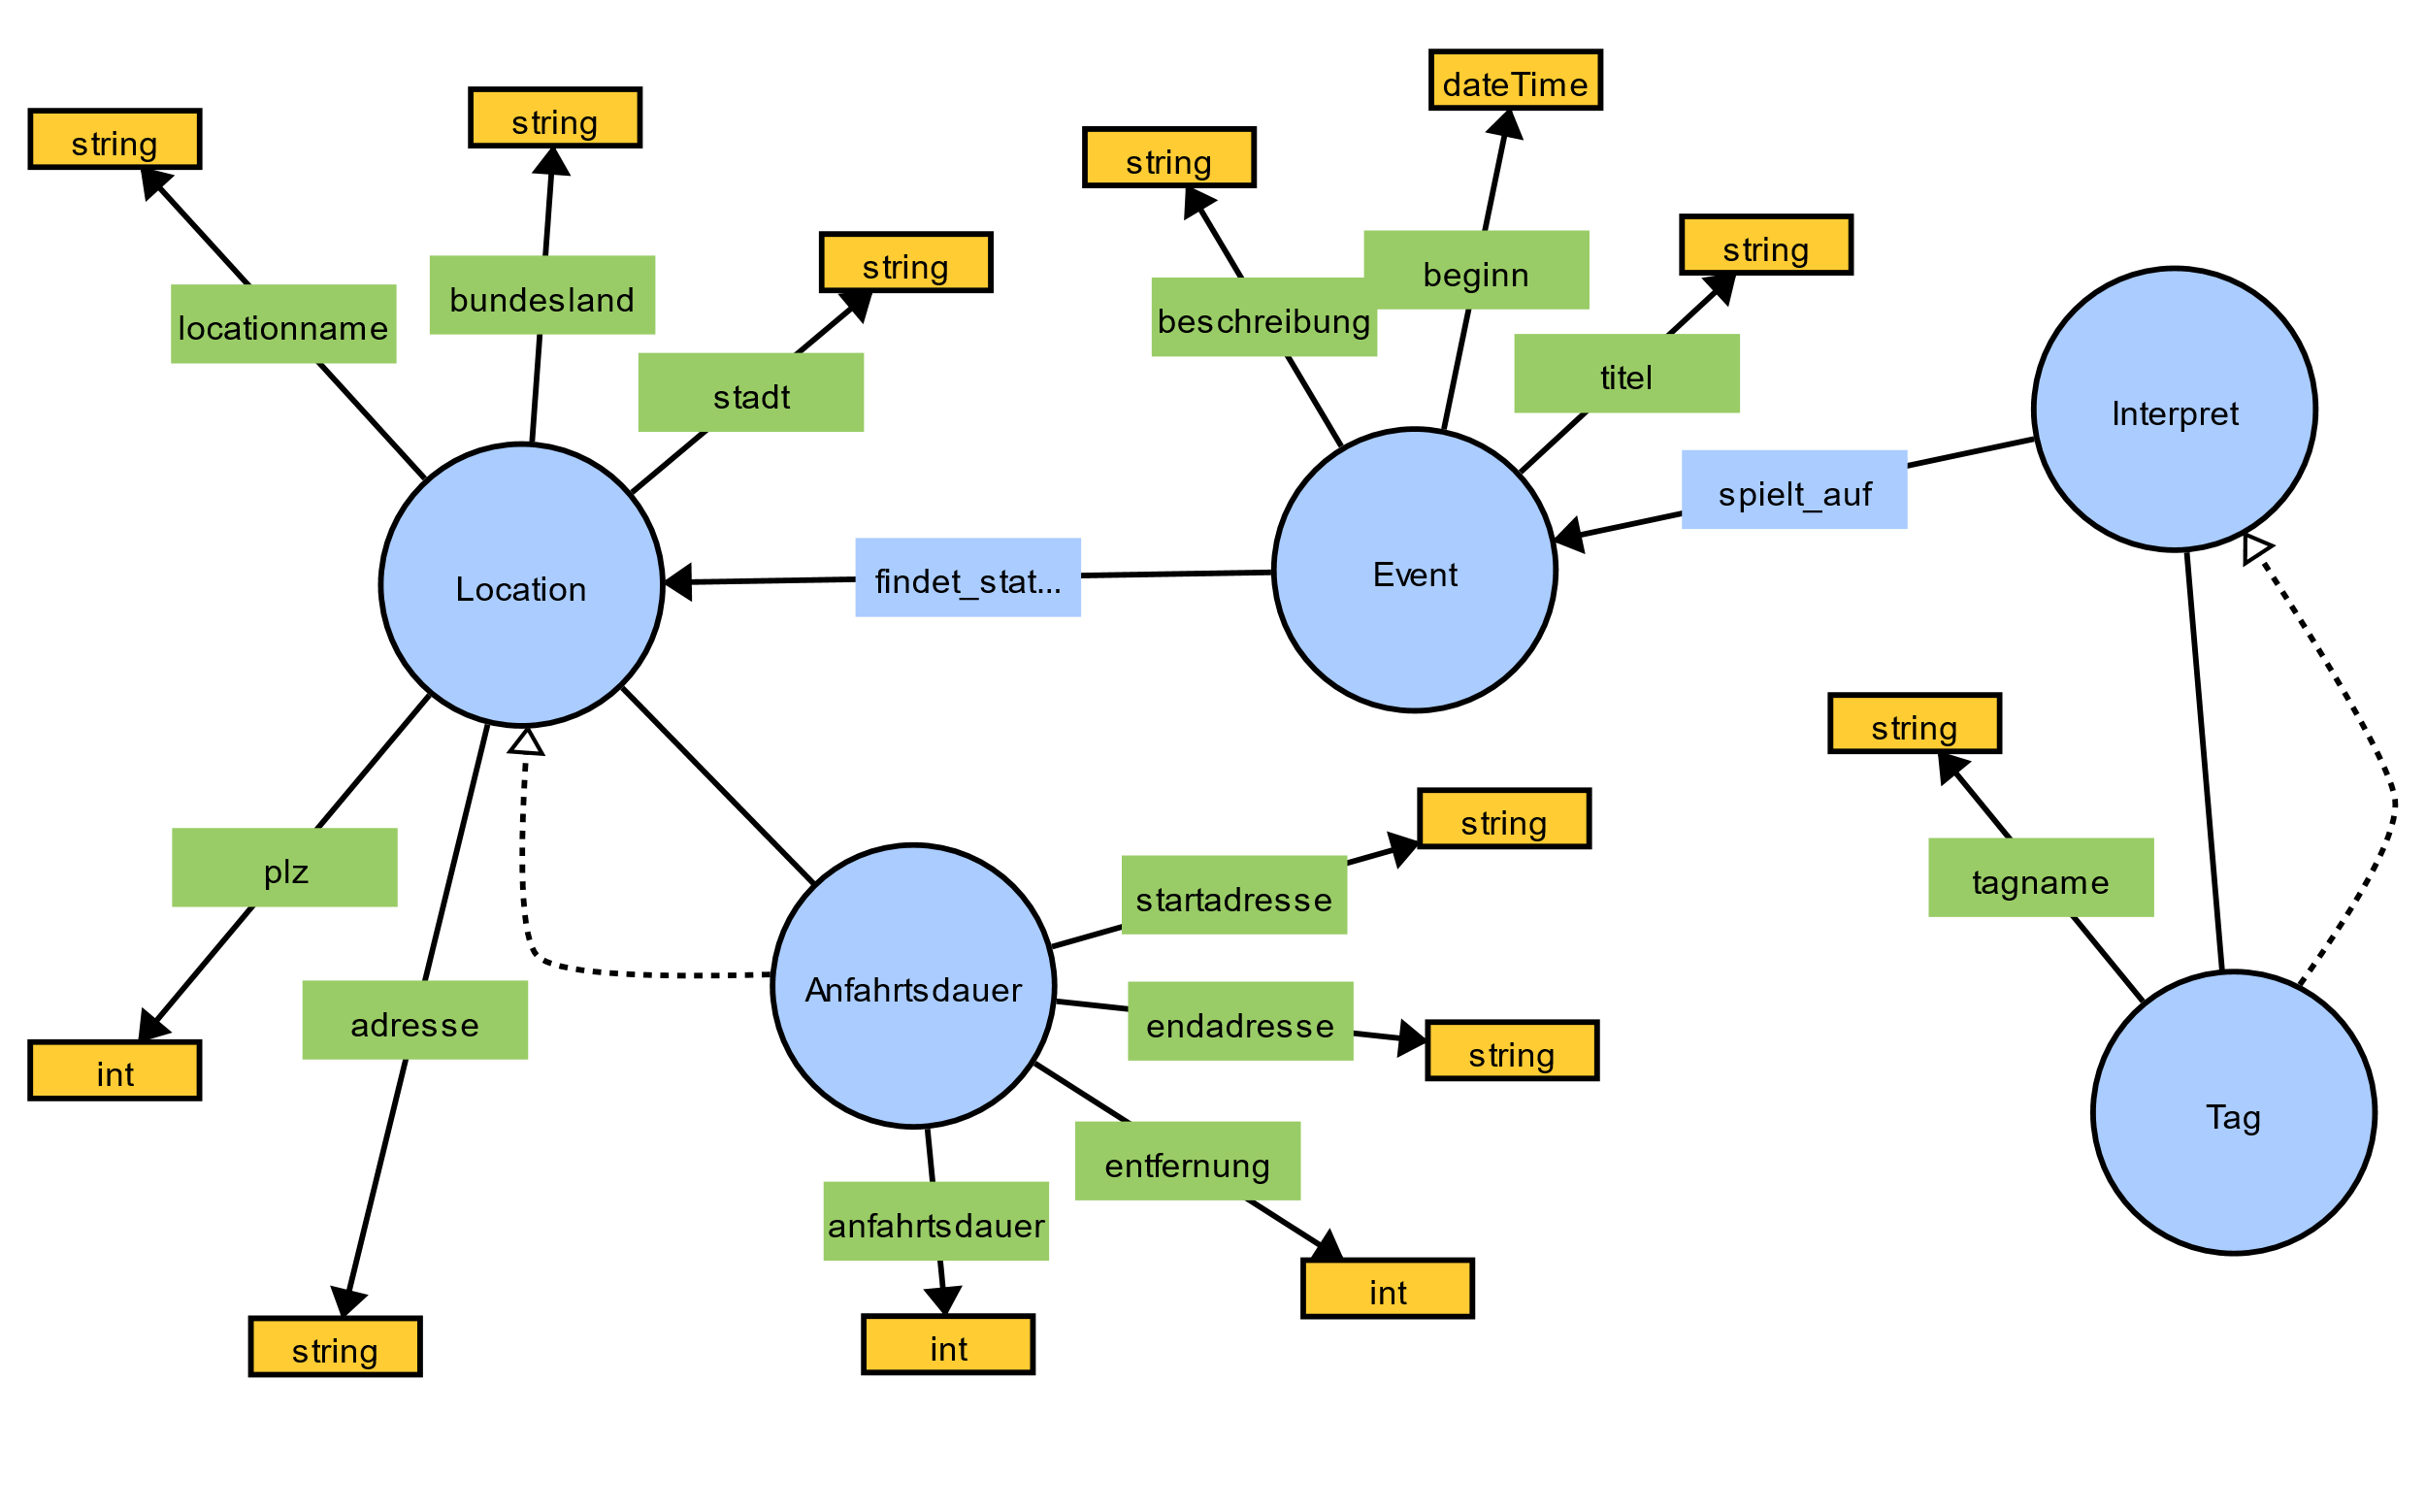 dateTime
string
string
string
string
string
beginn
bundesland
beschreibung
locationname
titel
stadt
Interpret
spielt_auf
Location
findet_stat...
Event
string
string
plz
startadresse
tagname
Anfahrtsdauer
adresse
endadresse
string
int
Tag
entfernung
anfahrtsdauer
int
string
int